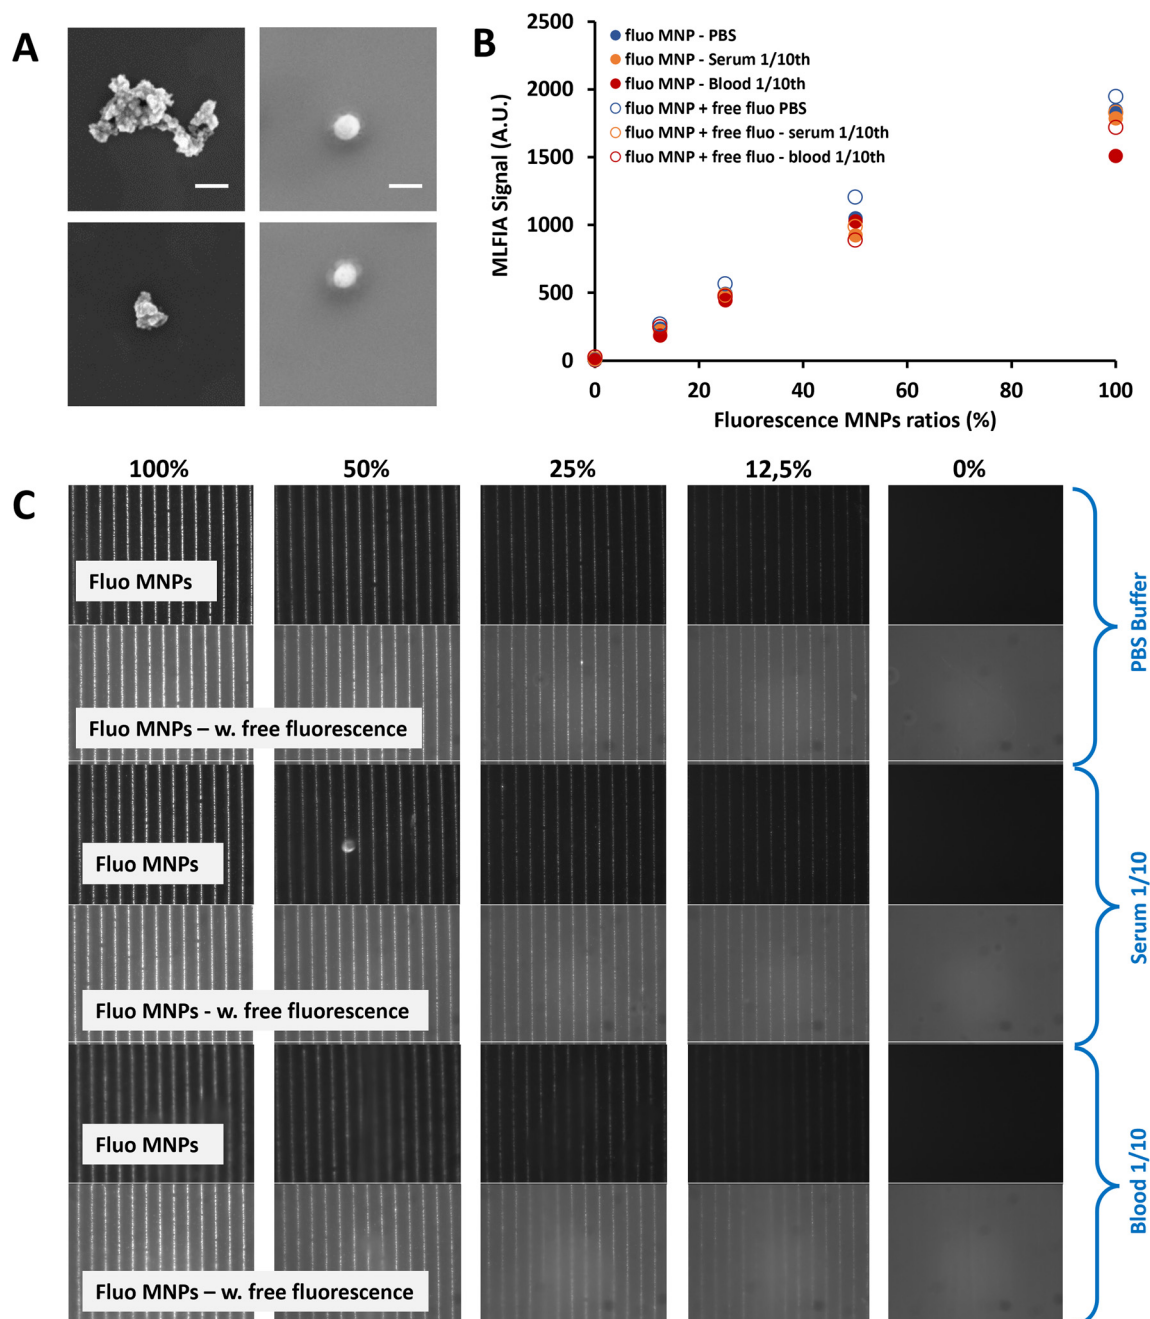 A
B
2500
2000
1500
1000
500
0
MLFIA Signal (A.U.)
fluo MNP - PBS
fluo MNP - Serum 1/10th
fluo MNP - Blood 1/10th
fluo MNP + free fluo PBS
fluo MNP + free fluo - serum 1/10th
fluo MNP + free fluo - blood 1/10th
0 20 40 60 80 100
Fluorescence MNPs ratios (%)
C
100% 50% 25% 12,5% 0%
Fluo MNPs
Fluo MNPs – w. free fluorescence
PBS Buffer
Fluo MNPs
Fluo MNPs - w. free fluorescence
Serum 1/10
Fluo MNPs
Fluo MNPs – w. free fluorescence
Blood 1/10